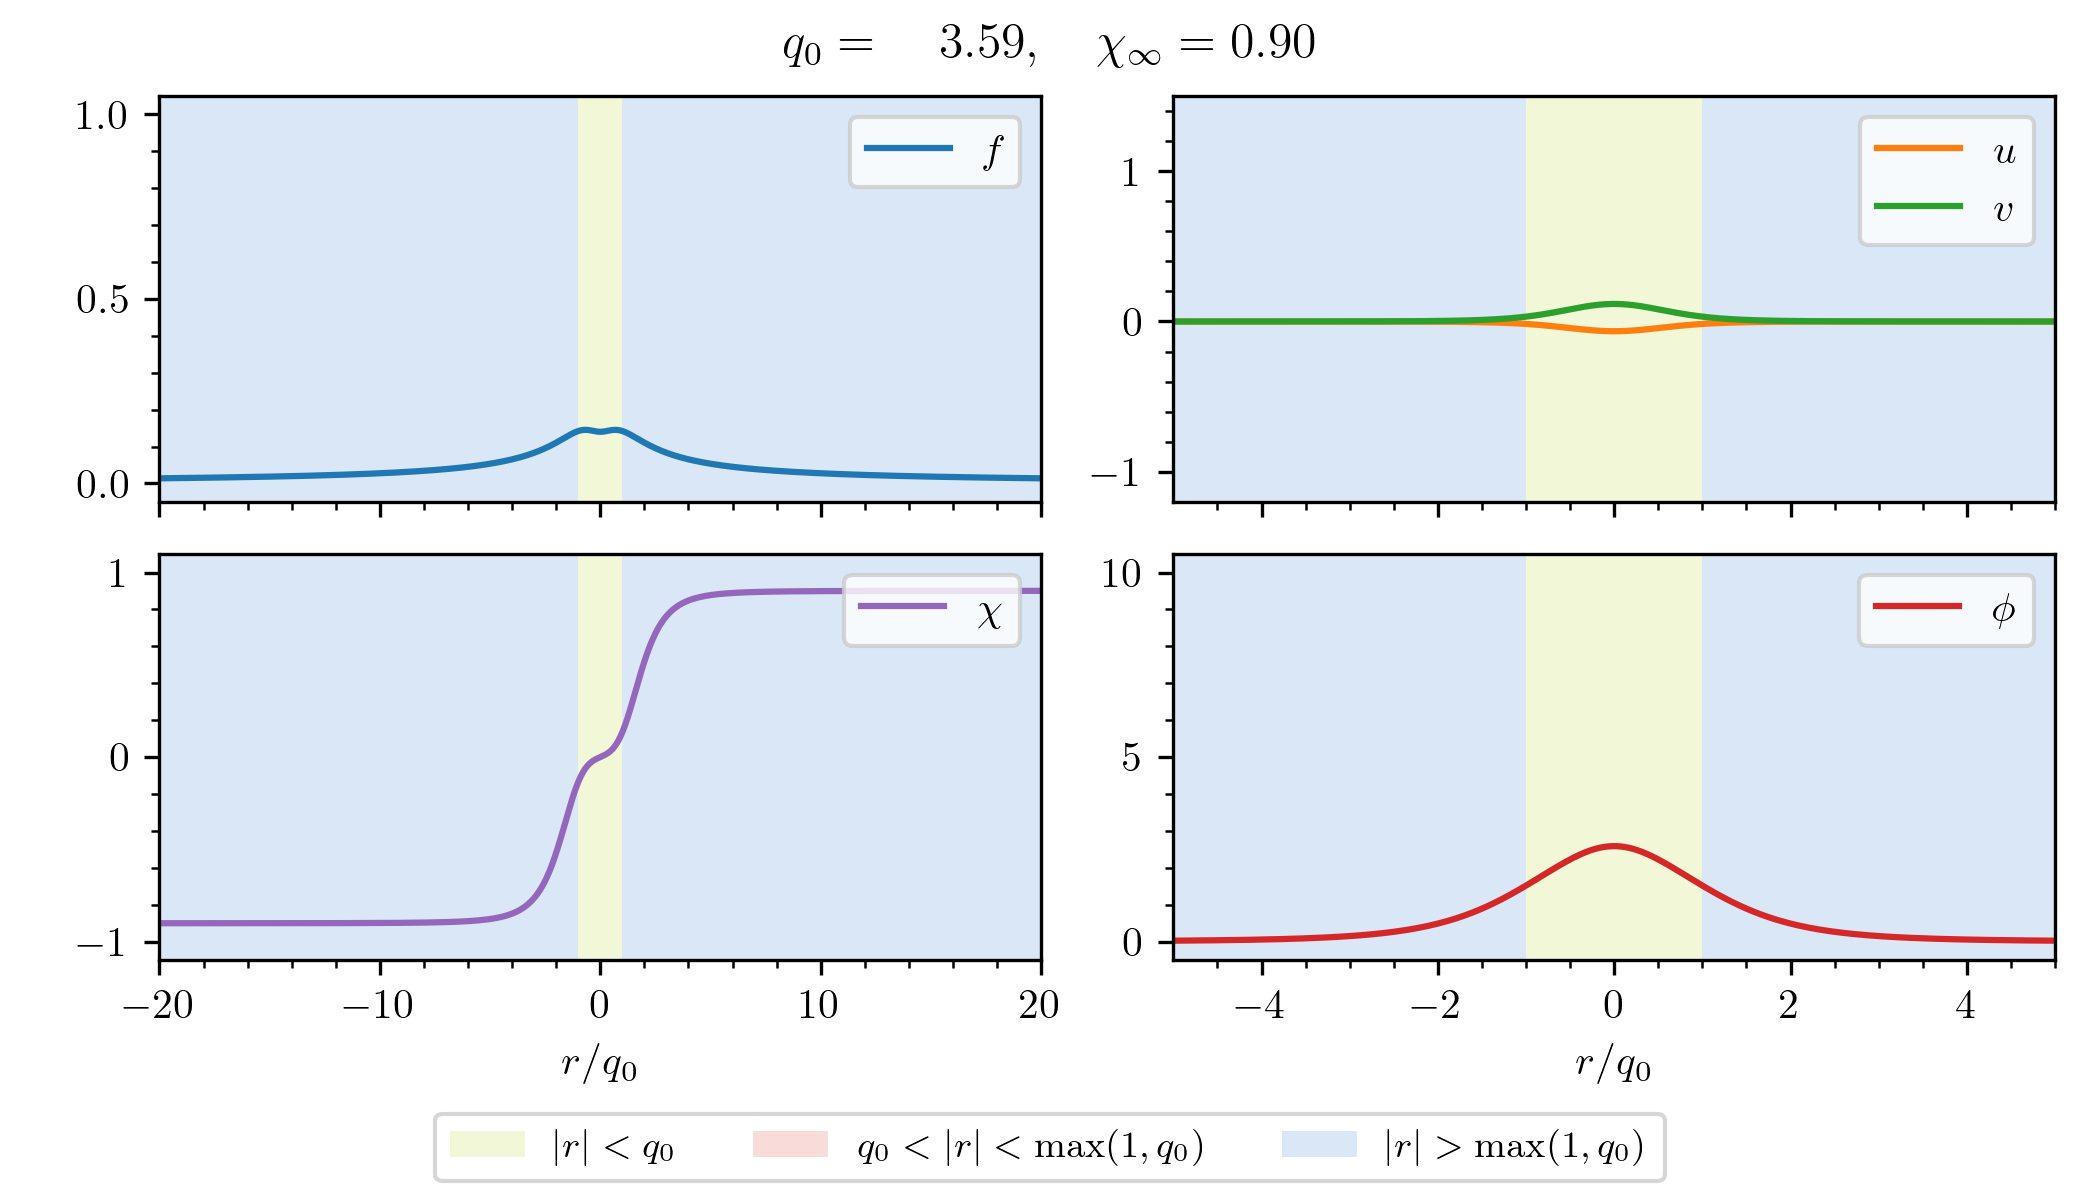 q₀ = 3.59, χ∞ = 0.90
1.0
0.5
0.0
f
1
0
−1
u
v
1
0
−1
χ
−20 −10 0 10 20
r/q₀
10
5
0
ϕ
−4 −2 0 2 4
r/q₀
|r| < q₀ q₀ < |r| < max(1, q₀) |r| > max(1, q₀)